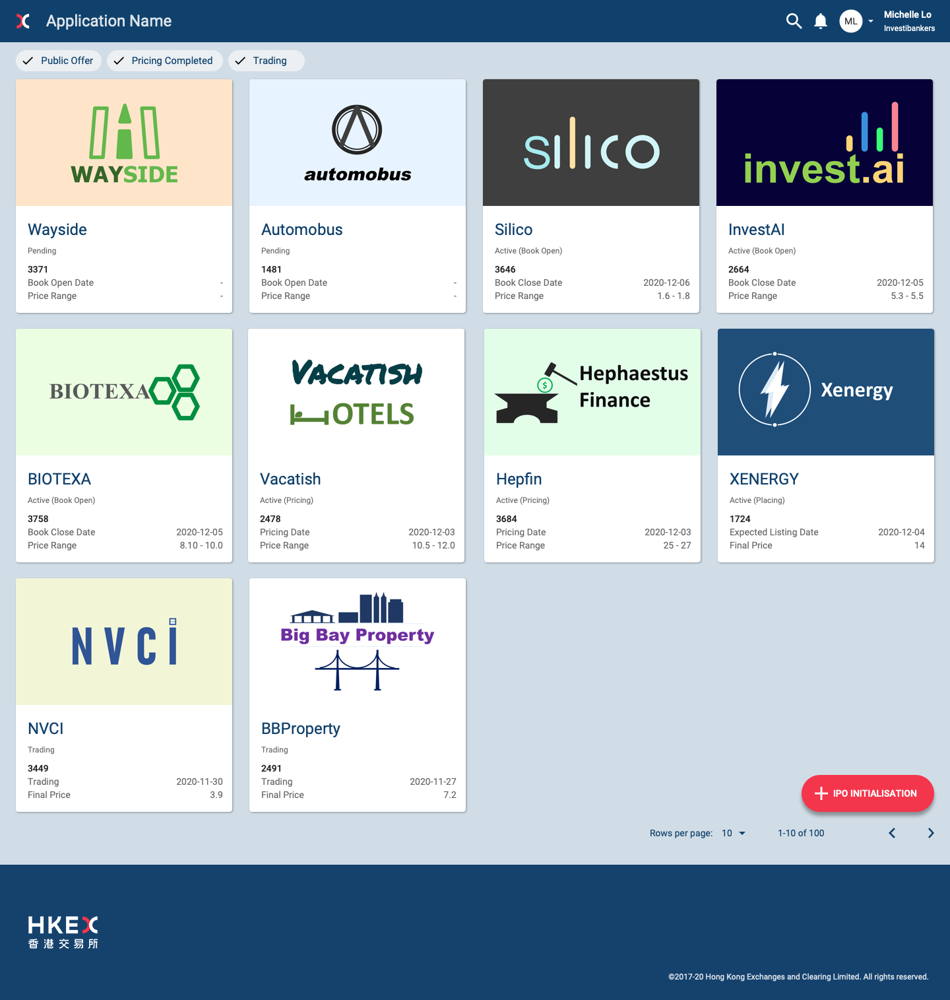 Application Name
ML
Michelle Lo
Investibankers
Public Offer
Pricing Completed
Trading
WAYSIDE
automobus
silico
invest.ai
Wayside
Pending
3371
Book Open Date -
Price Range -
Automobus
Pending
1481
Book Open Date -
Price Range -
Silico
Active (Book Open)
3646
Book Close Date 2020-12-06
Price Range 1.6 - 1.8
InvestAI
Active (Book Open)
2664
Book Close Date 2020-12-05
Price Range 5.3 - 5.5
BIOTEXA
VACATISH
HOTELS
$
Hephaestus
Finance
Xenergy
BIOTEXA
Active (Book Open)
3758
Book Close Date 2020-12-05
Price Range 8.10 - 10.0
Vacatish
Active (Pricing)
2478
Pricing Date 2020-12-03
Price Range 10.5 - 12.0
Hepfin
Active (Pricing)
3684
Pricing Date 2020-12-03
Price Range 25 - 27
XENERGY
Active (Placing)
1724
Expected Listing Date 2020-12-04
Final Price 14
NVCi
Big Bay Property
NVCI
Trading
3449
Trading 2020-11-30
Final Price 3.9
BBProperty
Trading
2491
Trading 2020-11-27
Final Price 7.2
IPO INITIALISATION
Rows per page: 10 1-10 of 100
HKEX
香港交易所
©2017-20 Hong Kong Exchanges and Clearing Limited. All rights reserved.